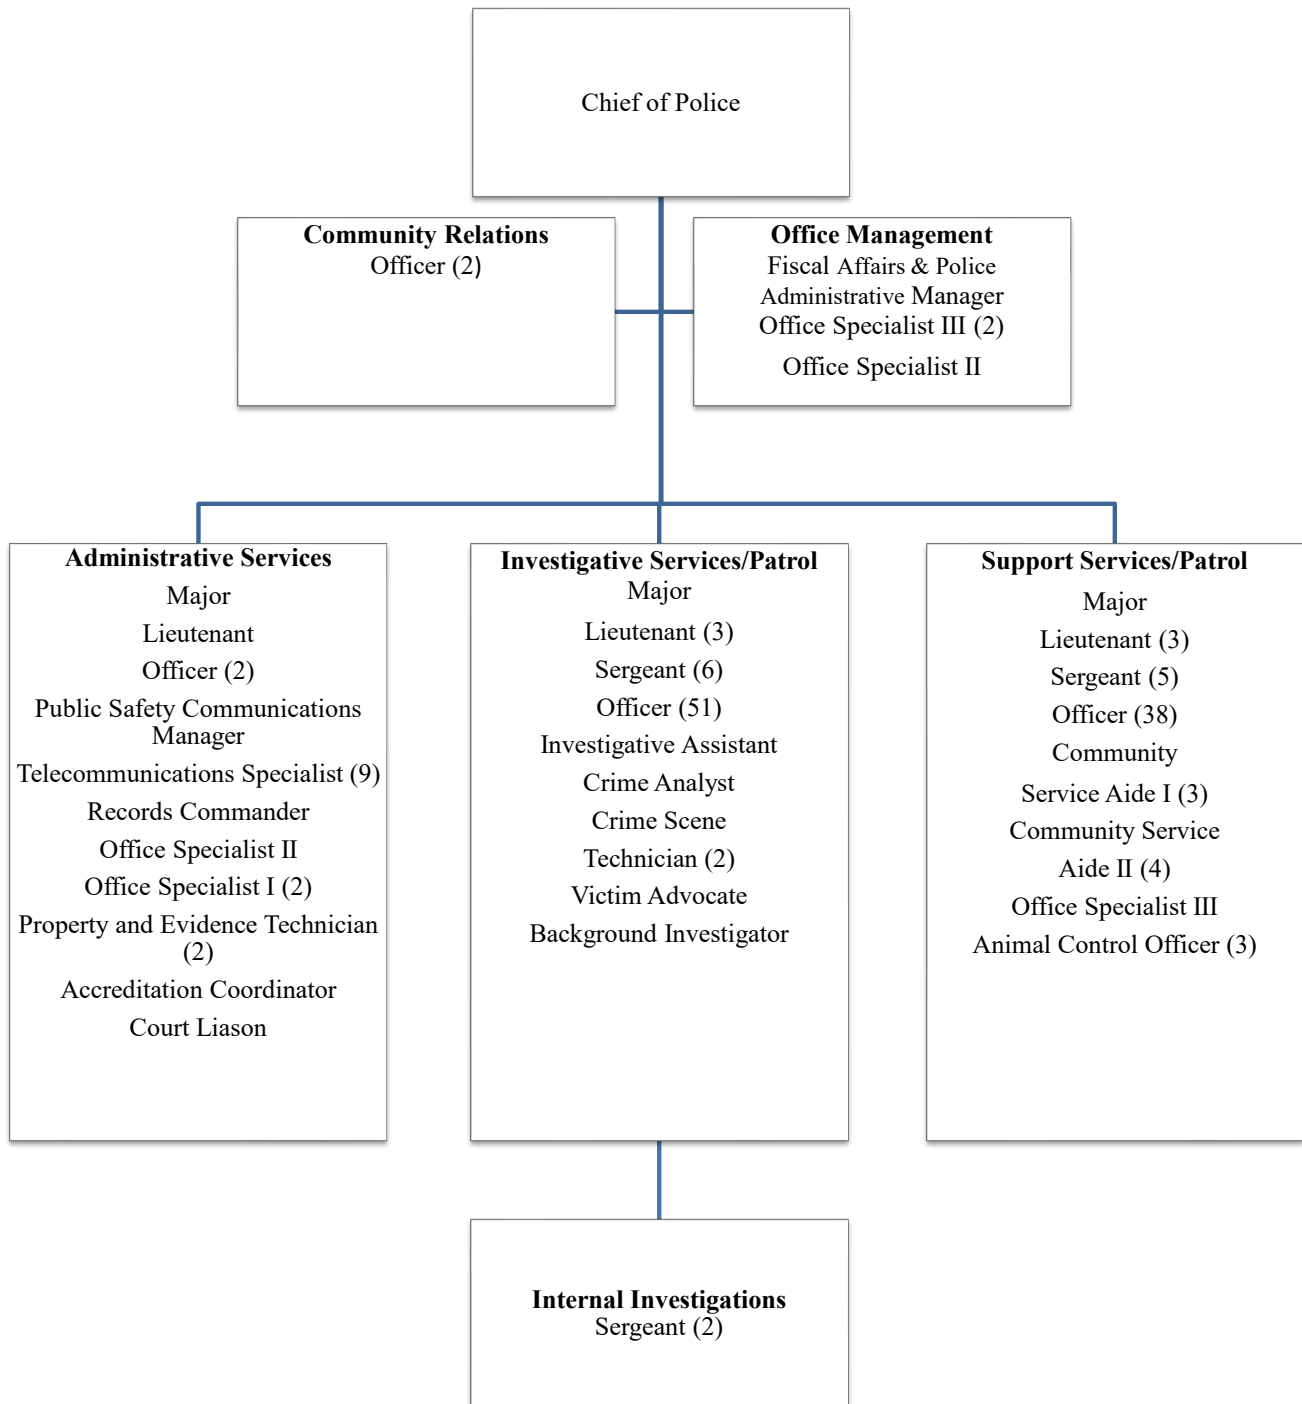 Chief of Police
Community Relations
Officer (2)
Office Management
Fiscal Affairs & Police
Administrative Manager
Office Specialist III (2)
Office Specialist II
Administrative Services
Major
Lieutenant
Officer (2)
Public Safety Communications
Manager
Telecommunications Specialist (9)
Records Commander
Office Specialist II
Office Specialist I (2)
Property and Evidence Technician
(2)
Accreditation Coordinator
Court Liason
Investigative Services/Patrol
Major
Lieutenant (3)
Sergeant (6)
Officer (51)
Investigative Assistant
Crime Analyst
Crime Scene
Technician (2)
Victim Advocate
Background Investigator
Support Services/Patrol
Major
Lieutenant (3)
Sergeant (5)
Officer (38)
Community
Service Aide I (3)
Community Service
Aide II (4)
Office Specialist III
Animal Control Officer (3)
Internal Investigations
Sergeant (2)